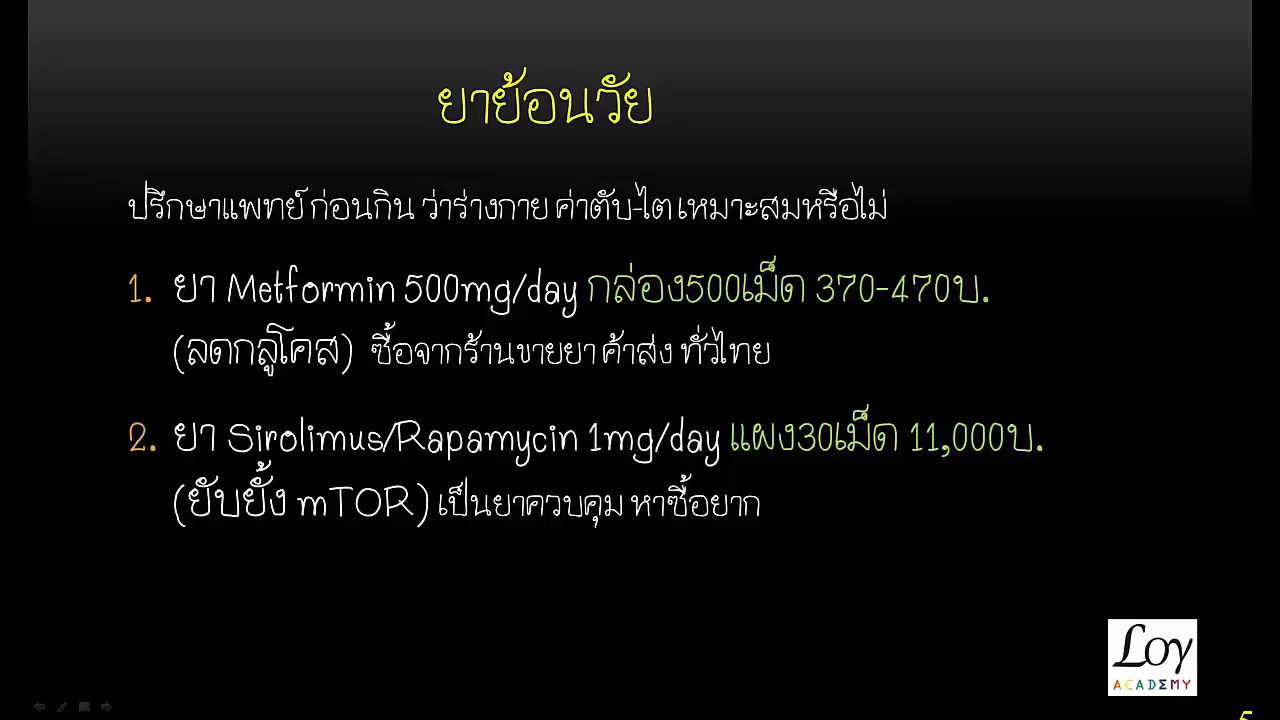 ยาย้อนวัย
ปรึกษาแพทย์ ก่อนกิน ว่าร่างกาย ค่าตับ-ไต เหมาะสมหรือไม่
1. ยา Metformin 500mg/day กล่อง500เม็ด 370-470บ.
(ลดกลูโคส) ซื้อจากร้านขายยา ค้าส่ง ทั่วไทย
2. ยา Sirolimus/Rapamycin 1mg/day แผง30เม็ด 11,000บ.
(ยับยั้ง mTOR) เป็นยาควบคุม หาซื้อยาก
Loy
ACADEMY
5